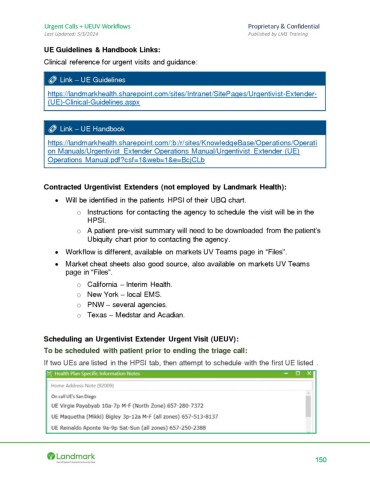 Urgent Calls + UEUV Workflows Proprietary & Confidential
Last Updated: 5/3/2024 Published by LM1 Training
UE Guidelines & Handbook Links:
Clinical reference for urgent visits and guidance:
Link – UE Guidelines
https://landmarkhealth.sharepoint.com/sites/Intranet/SitePages/Urgentivist-Extender-
(UE)-Clinical-Guidelines.aspx
Link – UE Handbook
https://landmarkhealth.sharepoint.com/:b:/r/sites/KnowledgeBase/Operations/Operati
on Manuals/Urgentivist Extender Operations Manual/Urgentivist Extender (UE)
Operations Manual.pdf?csf=1&web=1&e=BcjCLb
Contracted Urgentivist Extenders (not employed by Landmark Health):
• Will be identified in the patients HPSI of their UBQ chart.
o Instructions for contacting the agency to schedule the visit will be in the
HPSI.
o A patient pre-visit summary will need to be downloaded from the patient's
Ubiquity chart prior to contacting the agency.
• Workflow is different, available on markets UV Teams page in "Files".
• Market cheat sheets also good source, also available on markets UV Teams
page in "Files".
o California – Interim Health.
o New York – local EMS.
o PNW – several agencies.
o Texas – Medstar and Acadian.
Scheduling an Urgentivist Extender Urgent Visit (UEUV):
To be scheduled with patient prior to ending the triage call:
If two UEs are listed in the HPSI tab, then attempt to schedule with the first UE listed .
Health Plan Specific Information Notes
Home Address Note (92009)
On call UE's San Diego
UE Virgie Payabyab 10a-7p M-F (North Zone) 657-280-7372
UE Maquetha (Mikki) Bigley 3p-12a M-F (all zones) 657-513-8137
UE Reinaldo Aponte 9a-9p Sat-Sun (all zones) 657-250-2388
Landmark
150